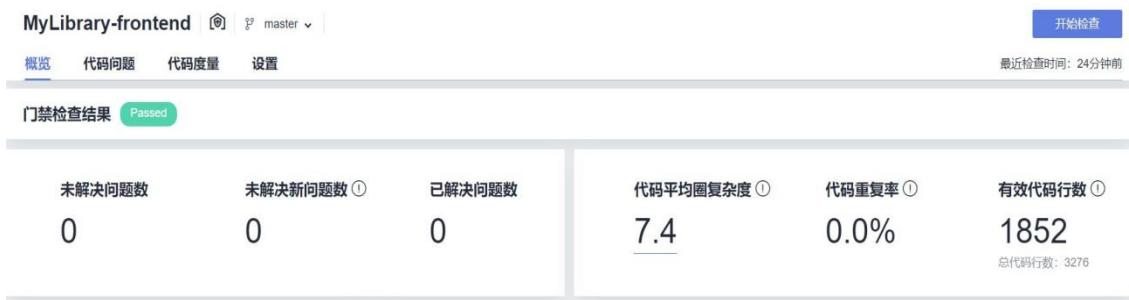 MyLibrary-frontend master 开始检查
概览 代码问题 代码度量 设置 最近检查时间：24分钟前
门禁检查结果 Passed
未解决问题数 未解决新问题数 已解决问题数 代码平均圈复杂度 代码重复率 有效代码行数
0 0 0 7.4 0.0% 1852
总代码行数：3276